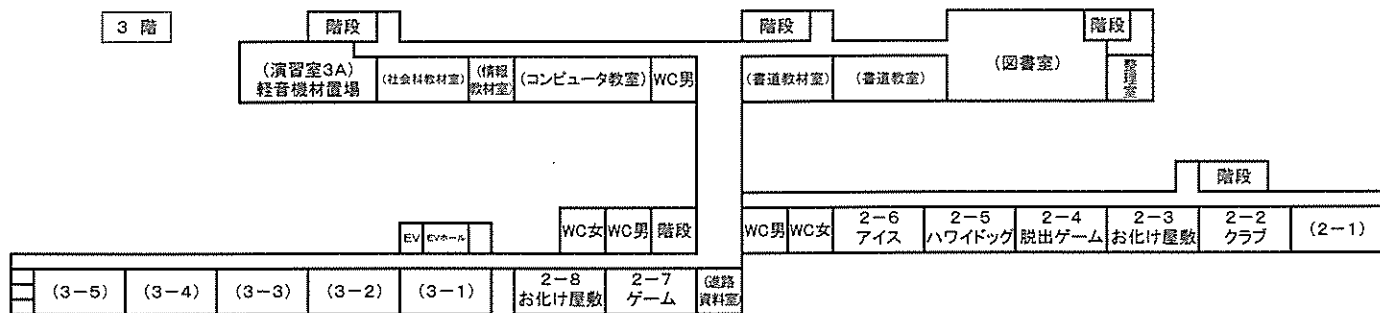 3 階
階段
階段
階段
(演習室3A)
軽音機材置場
(社会科教材室)
(情報
教材室)
(コンピュータ教室)
WC男
(書道教材室)
(書道教室)
(図書室)
整理室
階段
EV
EVホール
WC女
WC男
階段
WC男
WC女
2-6
アイス
2-5
ハワイドッグ
2-4
脱出ゲーム
2-3
お化け屋敷
2-2
クラブ
(2-1)
(3-5)
(3-4)
(3-3)
(3-2)
(3-1)
2-8
お化け屋敷
2-7
ゲーム
(進路
資料室)